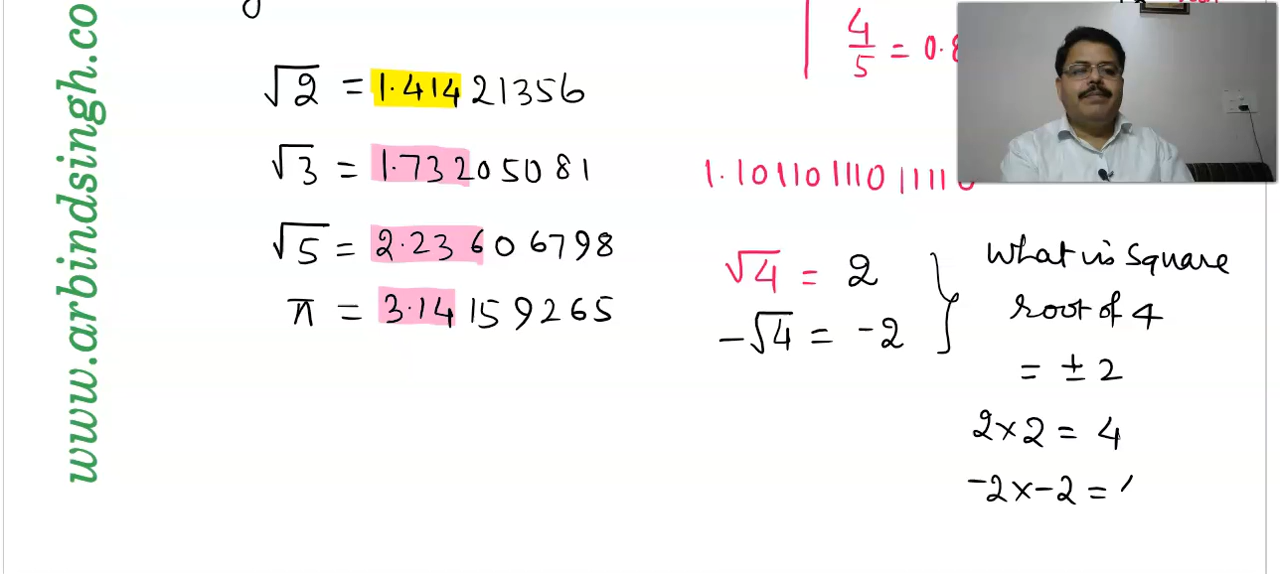 www.arbindsingh.co
√2 = 1.41421356
√3 = 1.73205081
√5 = 2.23606798
π = 3.14159265
4/5 = 0.8
1.10110111011110
√4 = 2
-√4 = -2
What is Square
root of 4
= ± 2
2×2 = 4
-2×-2 =